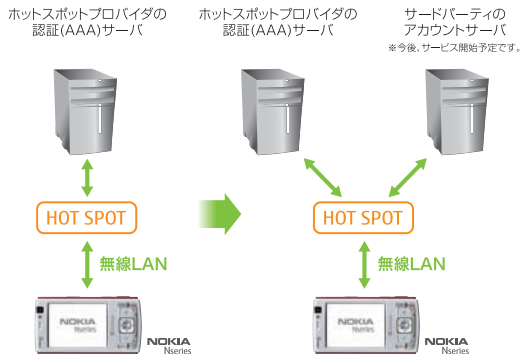 ホットスポットプロバイダの
認証(AAA)サーバ
ホットスポットプロバイダの
認証(AAA)サーバ
サードパーティの
アカウントサーバ
※今後、サービス開始予定です。
HOT SPOT
HOT SPOT
無線LAN
無線LAN
NOKIA
Nseries
NOKIA
Nseries
NOKIA
Nseries
NOKIA
Nseries